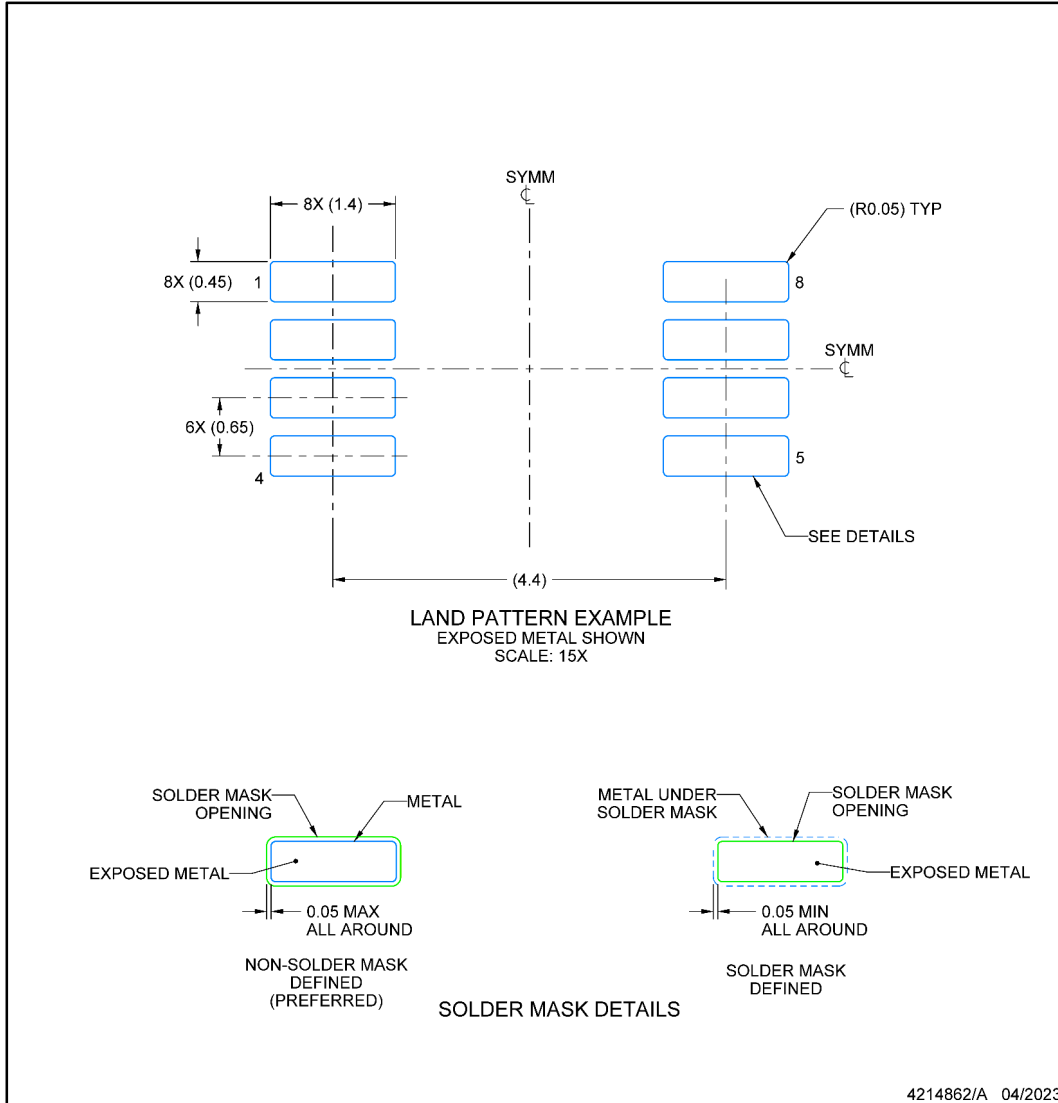 SYMM
℄
8X (1.4)
(R0.05) TYP
8X (0.45)
1
8
SYMM
℄
6X (0.65)
4
5
SEE DETAILS
(4.4)
LAND PATTERN EXAMPLE
EXPOSED METAL SHOWN
SCALE: 15X
SOLDER MASK
OPENING
METAL
EXPOSED METAL
0.05 MAX
ALL AROUND
NON-SOLDER MASK
DEFINED
(PREFERRED)
METAL UNDER
SOLDER MASK
SOLDER MASK
OPENING
EXPOSED METAL
0.05 MIN
ALL AROUND
SOLDER MASK
DEFINED
SOLDER MASK DETAILS
4214862/A 04/2023